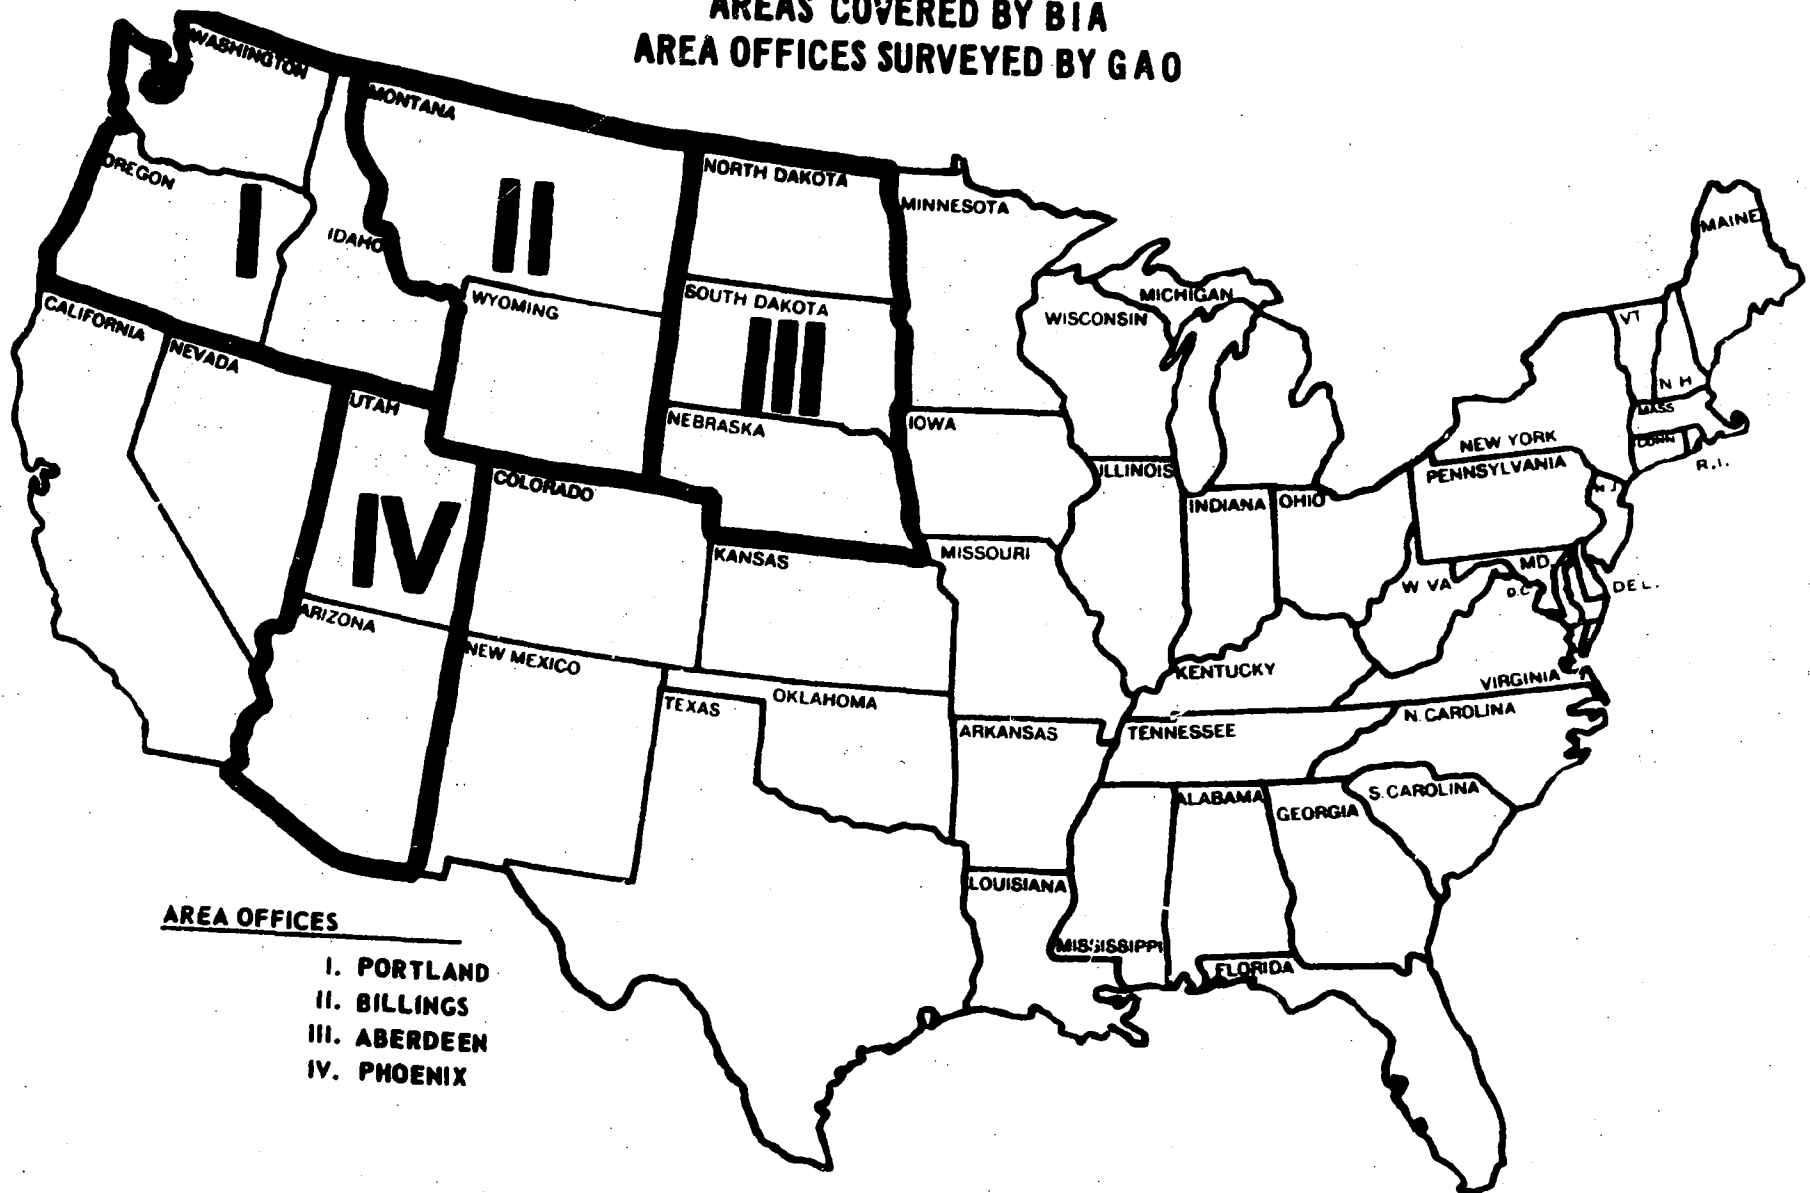 AREAS COVERED BY BIA
AREA OFFICES SURVEYED BY GAO
WASHINGTON
MONTANA
OREGON
I
IDAHO
II
NORTH DAKOTA
MINNESOTA
MAINE
WYOMING
SOUTH DAKOTA
III
WISCONSIN
MICHIGAN
CALIFORNIA
NEVADA
UTAH
VT
N H
MASS
CONN
R.I.
NEBRASKA
IOWA
NEW YORK
PENNSYLVANIA
N J
ILLINOIS
INDIANA
OHIO
COLORADO
IV
KANSAS
MISSOURI
W VA
MD.
D.C.
DEL.
ARIZONA
NEW MEXICO
KENTUCKY
VIRGINIA
TEXAS
OKLAHOMA
N. CAROLINA
ARKANSAS
TENNESSEE
S. CAROLINA
ALABAMA
GEORGIA
LOUISIANA
MISSISSIPPI
FLORIDA
AREA OFFICES
I. PORTLAND
II. BILLINGS
III. ABERDEEN
IV. PHOENIX